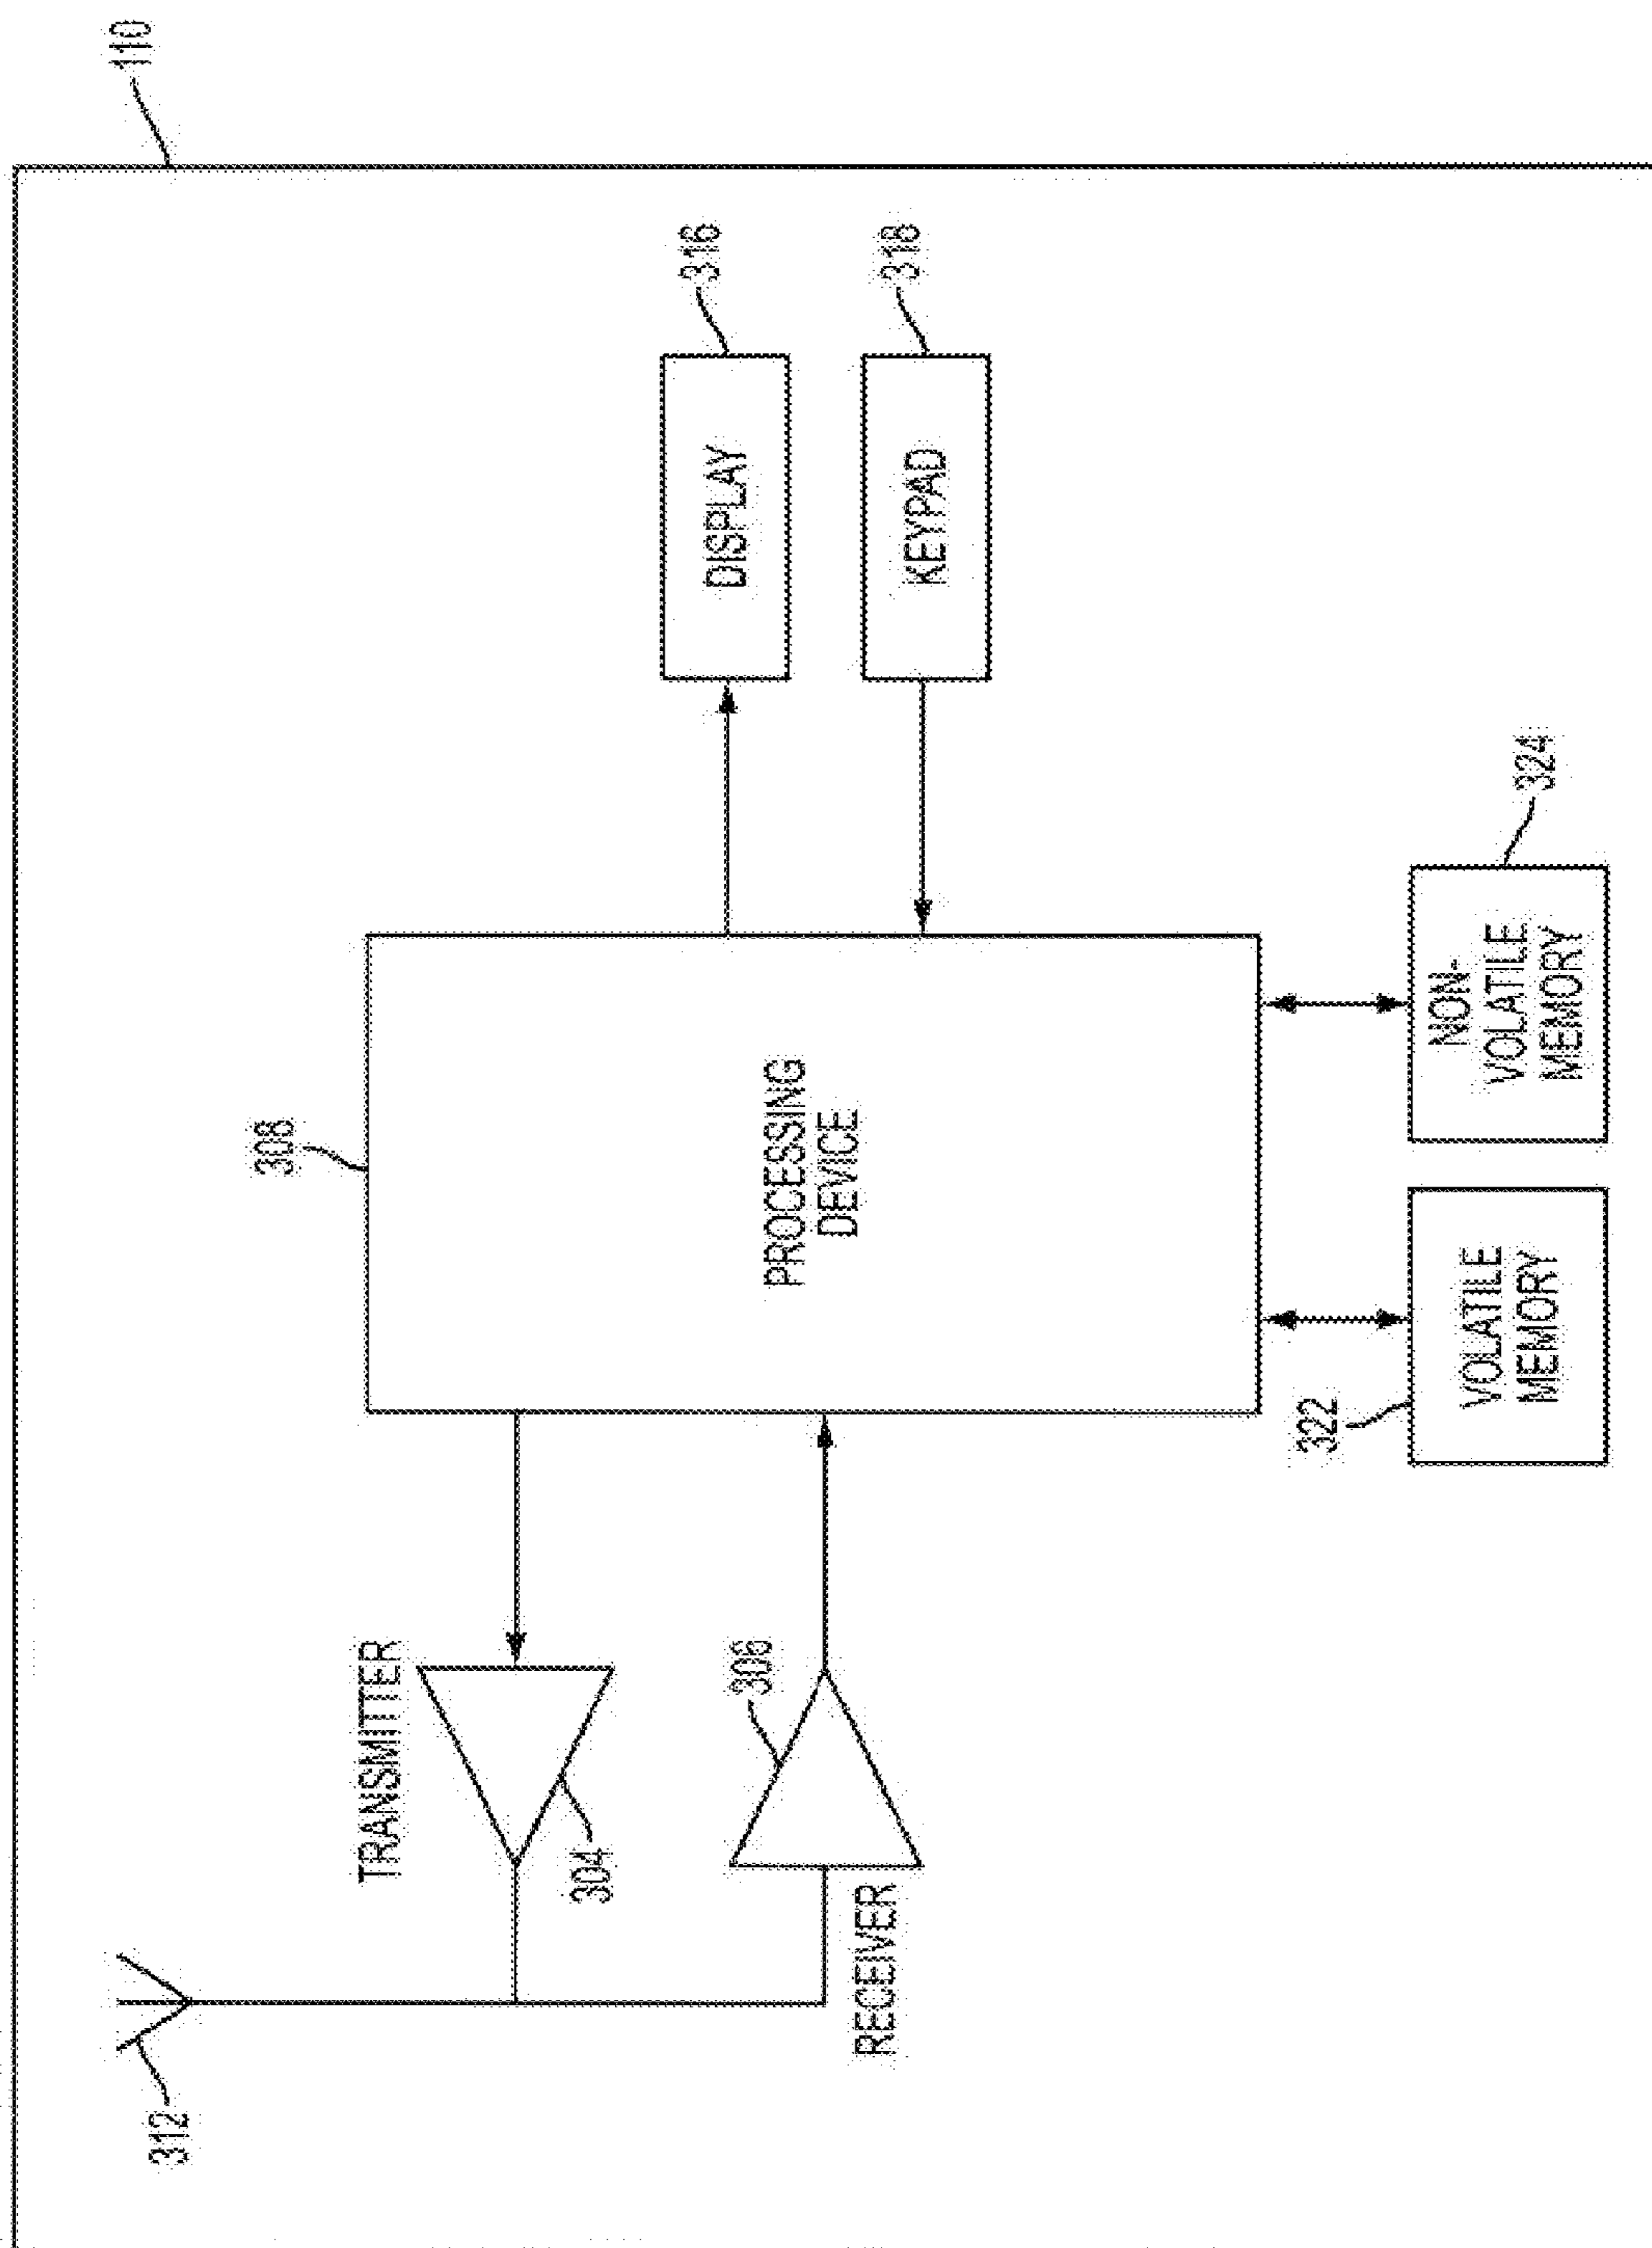 110
312
TRANSMITTER
304
306
RECEIVER
308
PROCESSING
DEVICE
DISPLAY
316
KEYPAD
318
322
VOLATILE
MEMORY
NON-
VOLATILE
MEMORY
324